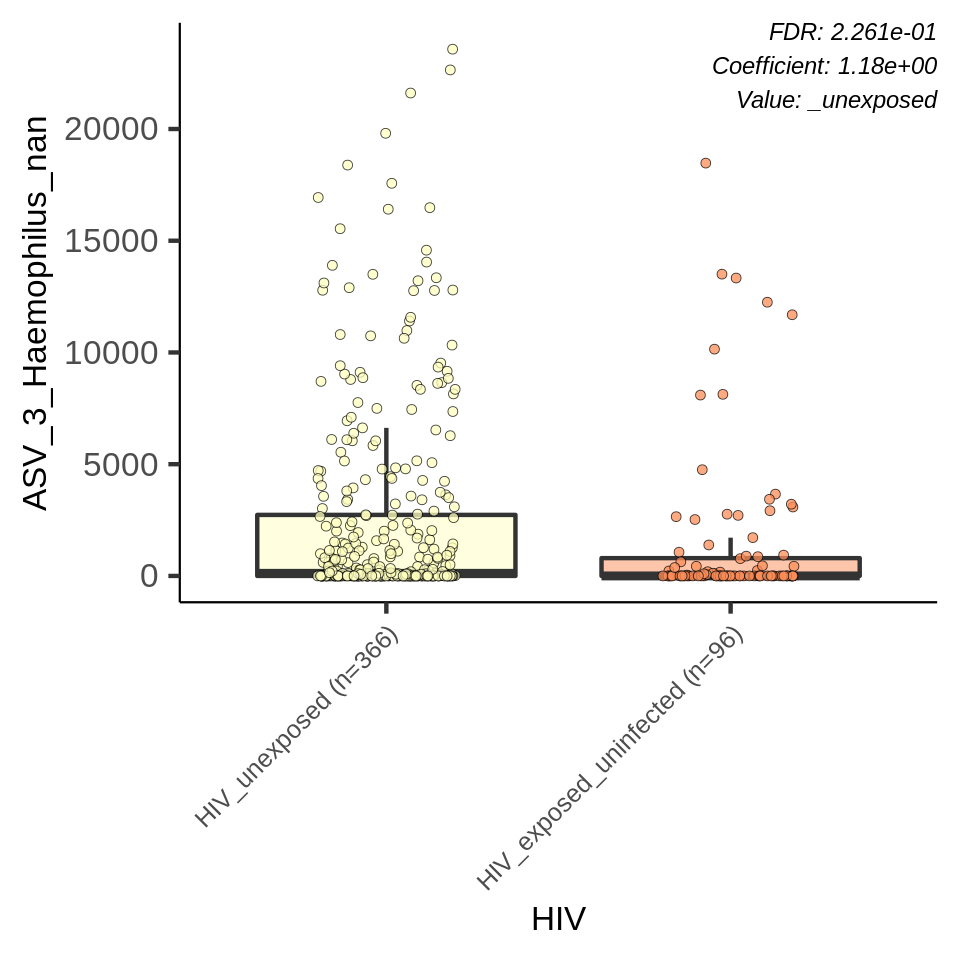 FDR: 2.261e-01
Coefficient: 1.18e+00
Value: _unexposed
ASV_3_Haemophilus_nan
20000
15000
10000
5000
0
HIV_unexposed (n=366)
HIV_exposed_uninfected (n=96)
HIV